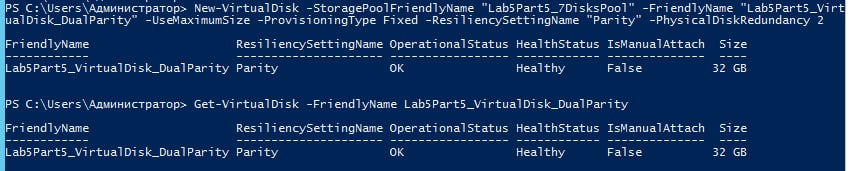 PS C:\Users\Администратор> New-VirtualDisk -StoragePoolFriendlyName "Lab5Part5_7DisksPool" -FriendlyName "Lab5Part5_Virt
ualDisk_DualParity" -UseMaximumSize -ProvisioningType Fixed -ResiliencySettingName "Parity" -PhysicalDiskRedundancy 2
FriendlyName ResiliencySettingName OperationalStatus HealthStatus IsManualAttach Size
------------ --------------------- ----------------- ------------ -------------- ----
Lab5Part5_VirtualDisk_DualParity Parity OK Healthy False 32 GB
PS C:\Users\Администратор> Get-VirtualDisk -FriendlyName Lab5Part5_VirtualDisk_DualParity
FriendlyName ResiliencySettingName OperationalStatus HealthStatus IsManualAttach Size
------------ --------------------- ----------------- ------------ -------------- ----
Lab5Part5_VirtualDisk_DualParity Parity OK Healthy False 32 GB